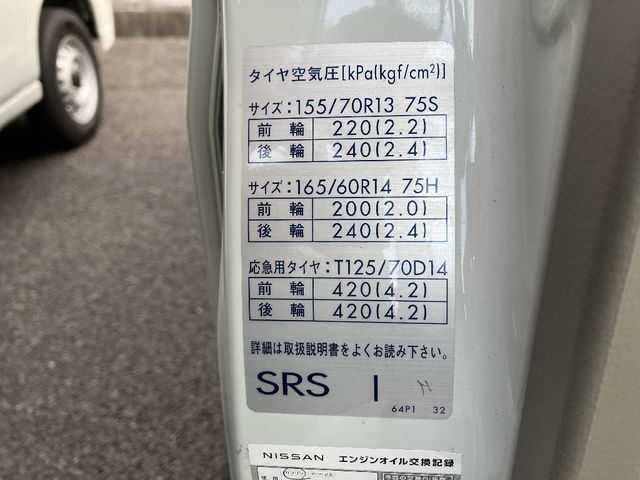 タイヤ空気圧[kPa(kgf/cm²)]
サイズ:155/70R13 75S
前輪 220(2.2)
後輪 240(2.4)
サイズ:165/60R14 75H
前輪 200(2.0)
後輪 240(2.4)
応急用タイヤ:T125/70D14
前輪 420(4.2)
後輪 420(4.2)
詳細は取扱説明書をよくお読み下さい。
SRS I
64P1 32
NISSAN エンジンオイル交換記録